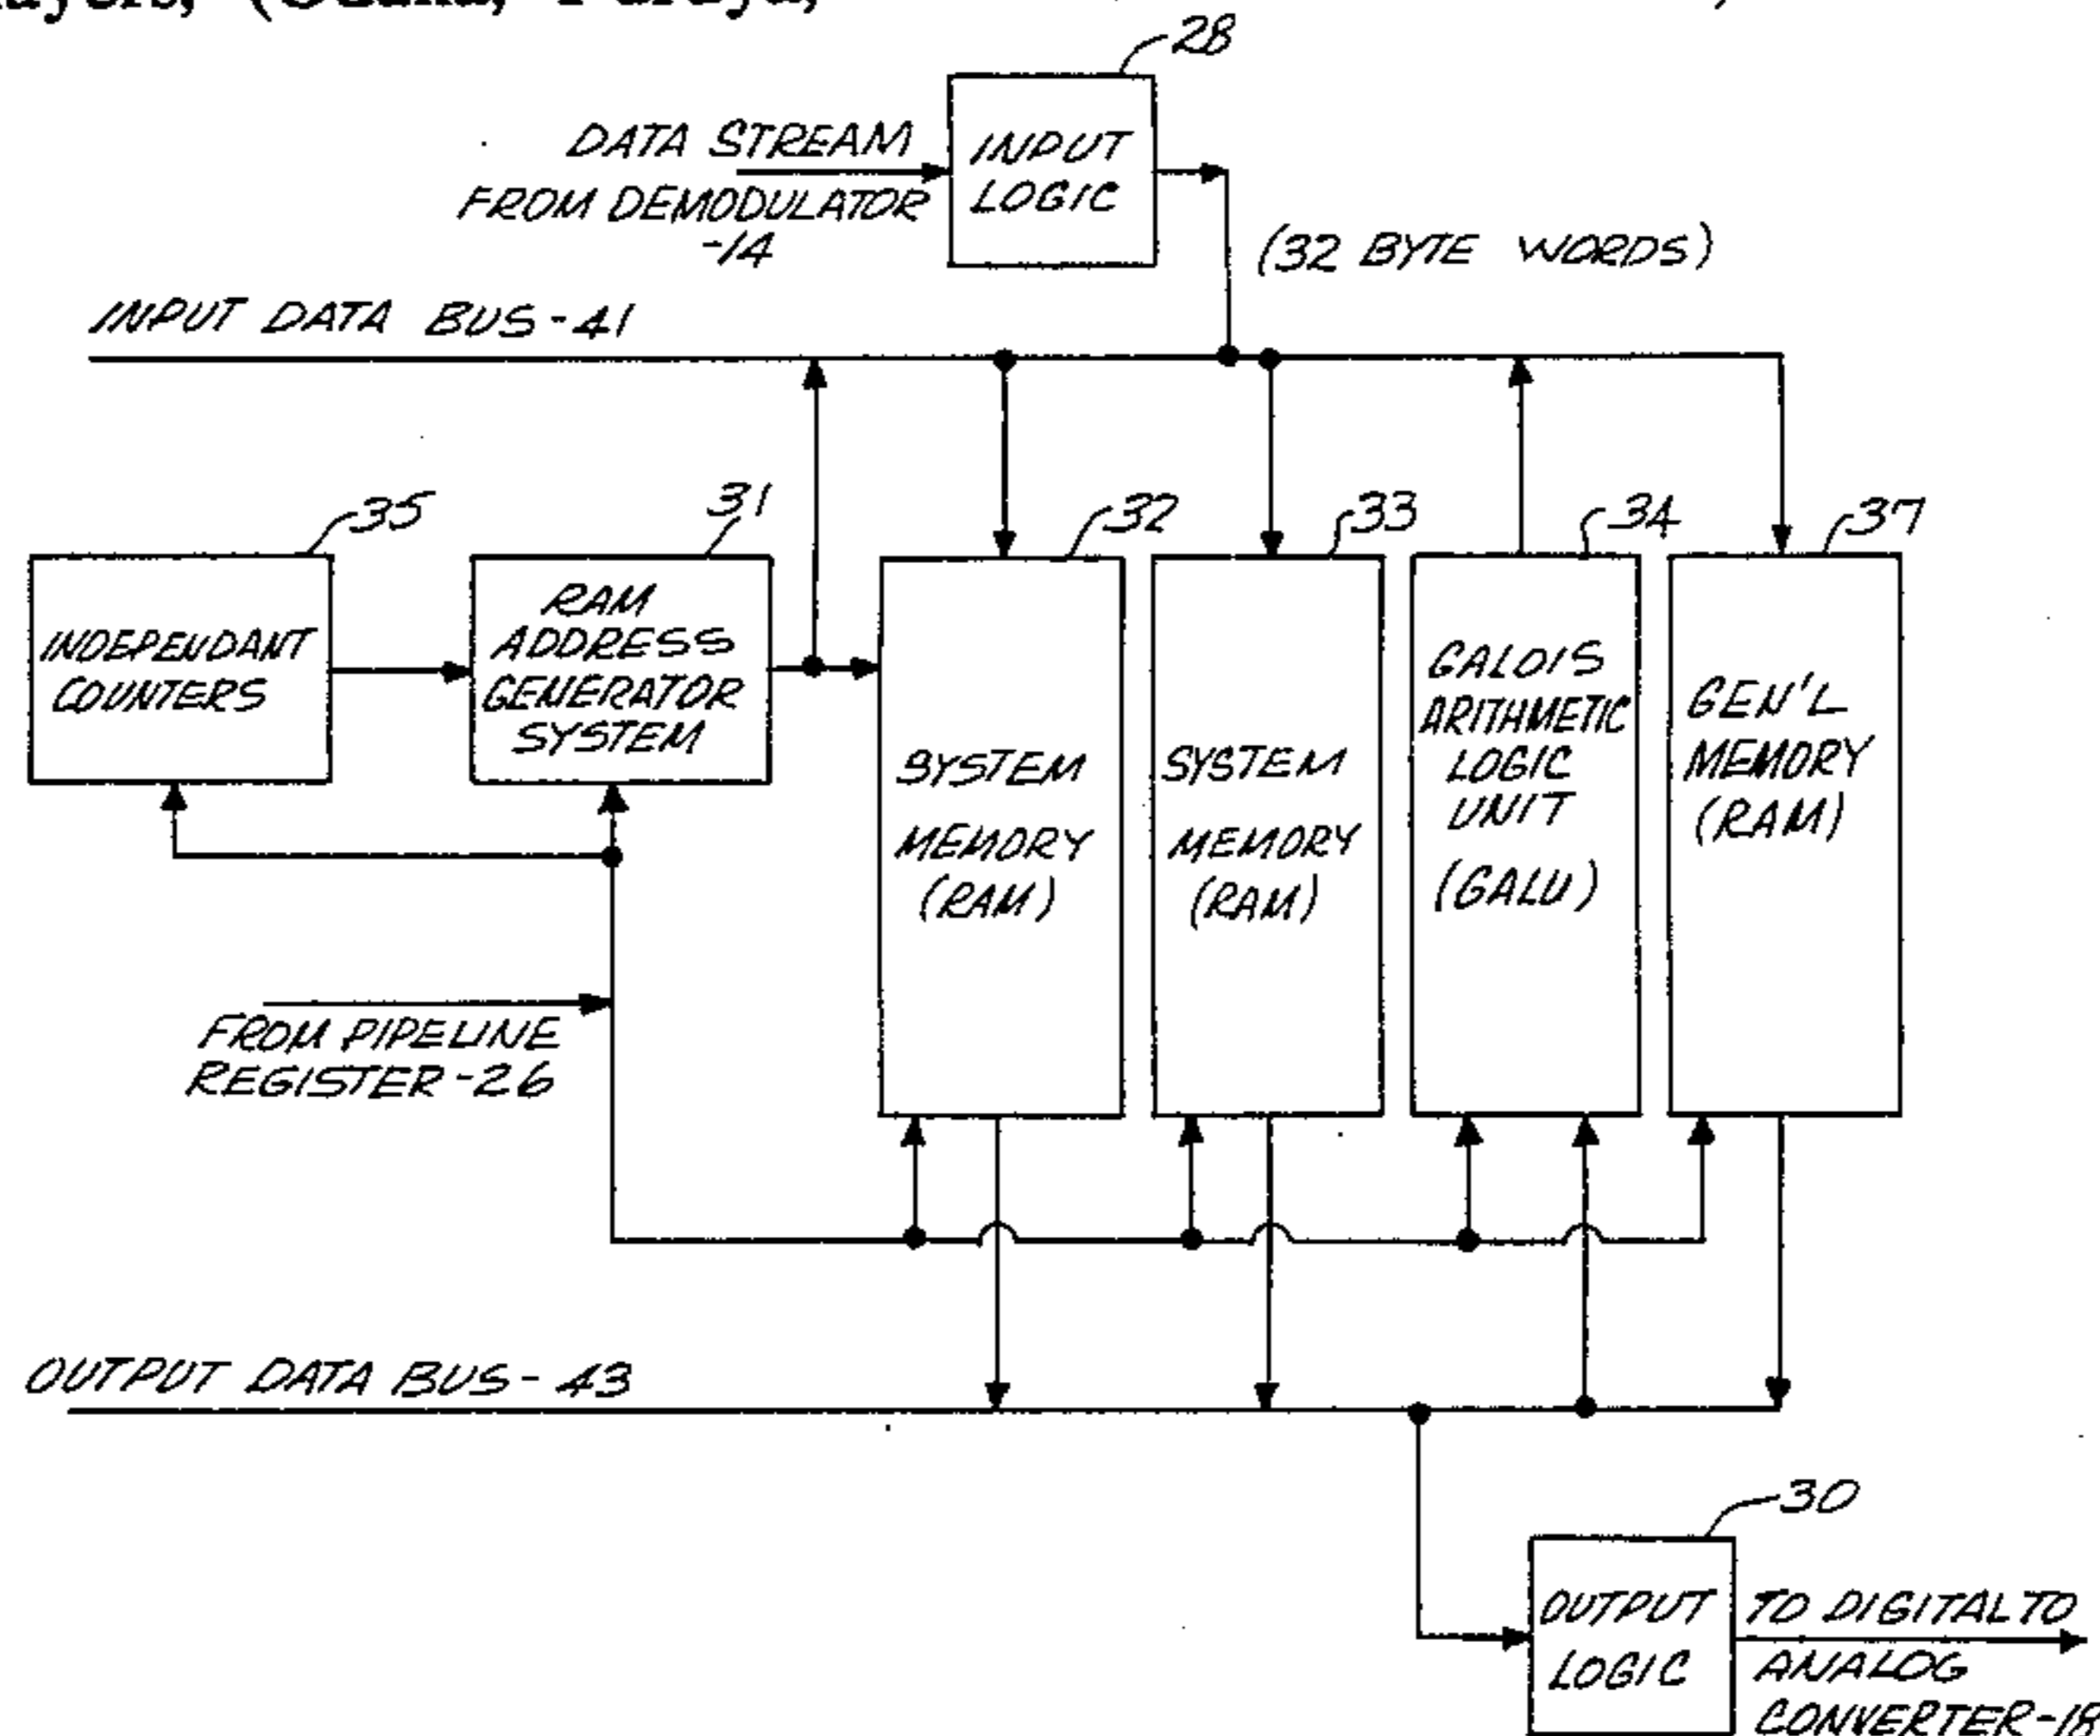 28
DATA STREAM
FROM DEMODULATOR
-14
INPUT
LOGIC
(32 BYTE WORDS)
INPUT DATA BUS-41
35
INDEPENDANT
COUNTERS
31
RAM
ADDRESS
GENERATOR
SYSTEM
32
SYSTEM
MEMORY
(RAM)
33
SYSTEM
MEMORY
(RAM)
34
GALOIS
ARITHMETIC
LOGIC
UNIT
(GALU)
37
GEN'L
MEMORY
(RAM)
FROM PIPELINE
REGISTER-26
OUTPUT DATA BUS-43
30
OUTPUT
LOGIC
TO DIGITAL TO
ANALOG
CONVERTER-18